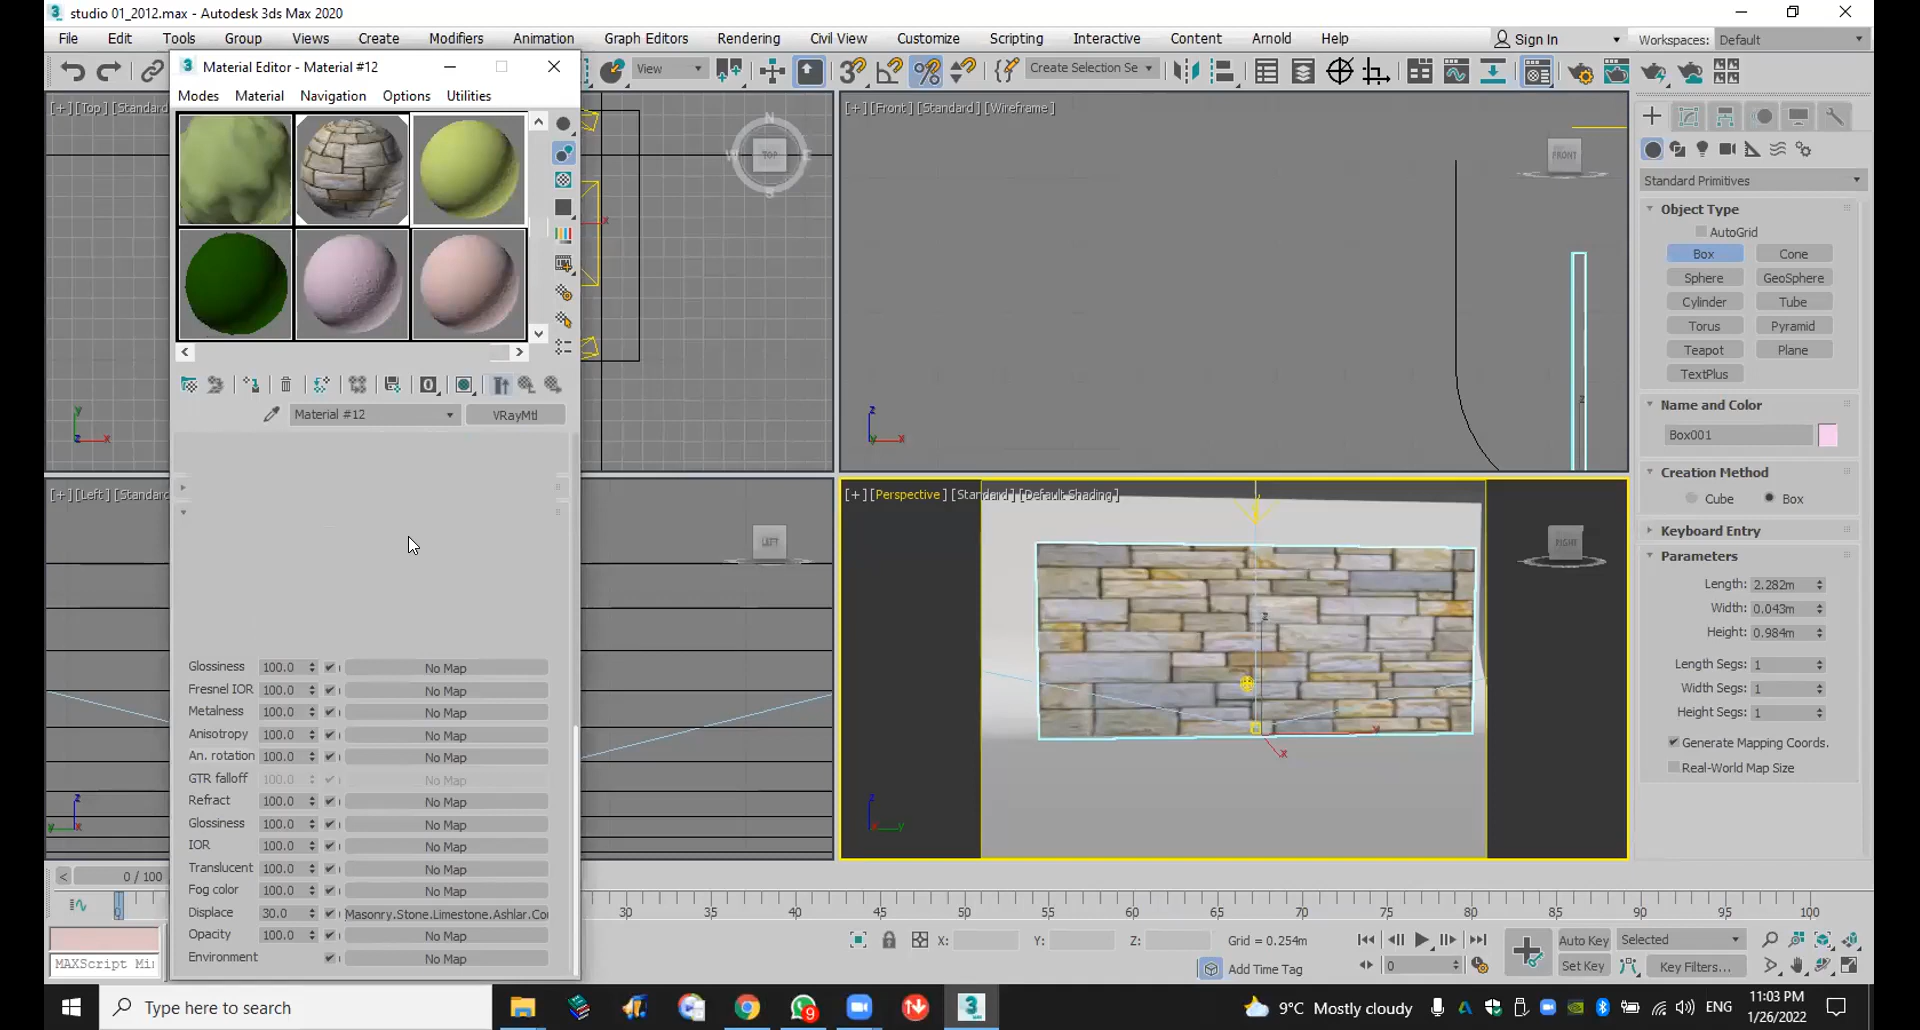 studio 01_2012.max - Autodesk 3ds Max 2020
File Edit Tools Group Views Create Modifiers Animation Graph Editors Rendering Civil View Customize Scripting Interactive Content Arnold Help Sign In Workspaces: Default
View Create Selection Se
Material Editor - Material #12
Modes Material Navigation Options Utilities
Material #12 VRayMtl
Glossiness 100.0 No Map
Fresnel IOR 100.0 No Map
Metalness 100.0 No Map
Anisotropy 100.0 No Map
An. rotation 100.0 No Map
GTR falloff 100.0 No Map
Refract 100.0 No Map
Glossiness 100.0 No Map
IOR 100.0 No Map
Translucent 100.0 No Map
Fog color 100.0 No Map
Displace 30.0 Masonry.Stone.Limestone.Ashlar.Co
Opacity 100.0 No Map
Environment No Map
[+] [Top] [Standard
TOP
[+] [Front] [Standard] [Wireframe]
FRONT
[+] [Left] [Standard
LEFT
[+] [Perspective] [Standard] [Default Shading]
RIGHT
Standard Primitives
Object Type
AutoGrid
Box Cone
Sphere GeoSphere
Cylinder Tube
Torus Pyramid
Teapot Plane
TextPlus
Name and Color
Box001
Creation Method
Cube Box
Keyboard Entry
Parameters
Length: 2.282m
Width: 0.043m
Height: 0.984m
Length Segs: 1
Width Segs: 1
Height Segs: 1
Generate Mapping Coords.
Real-World Map Size
0 / 100
30 35 40 45 50 55 60 65 70 75 80 85 90 95 100
X: Y: Z: Grid = 0.254m
Add Time Tag
0
Auto Key Selected
Set Key Key Filters...
MAXScript Mi
Type here to search
9
9°C Mostly cloudy ENG
11:03 PM
1/26/2022